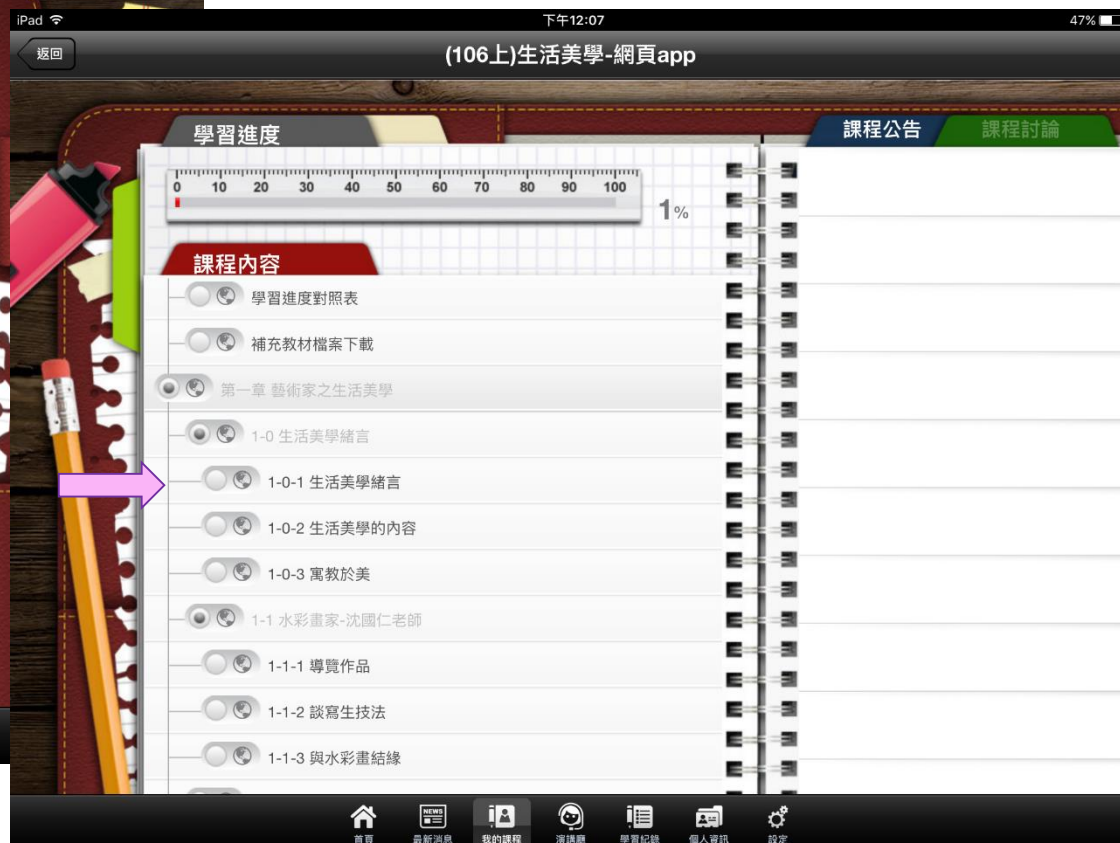 iPad 下午12:07 47%
返回 (106上)生活美學-網頁app
學習進度
課程公告 課程討論
0 10 20 30 40 50 60 70 80 90 100
1%
課程內容
學習進度對照表
補充教材檔案下載
第一章 藝術家之生活美學
1-0 生活美學緒言
1-0-1 生活美學緒言
1-0-2 生活美學的內容
1-0-3 寓教於美
1-1 水彩畫家-沈國仁老師
1-1-1 導覽作品
1-1-2 談寫生技法
1-1-3 與水彩畫結緣
NEWS
首頁 最新消息 我的課程 演講廳 學習紀錄 個人資訊 設定